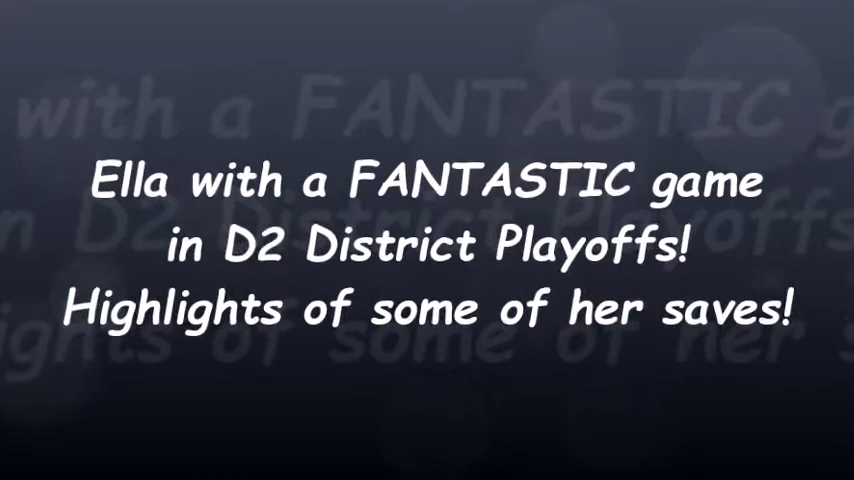 Ella with a FANTASTIC game
in D2 District Playoffs!
Highlights of some of her saves!